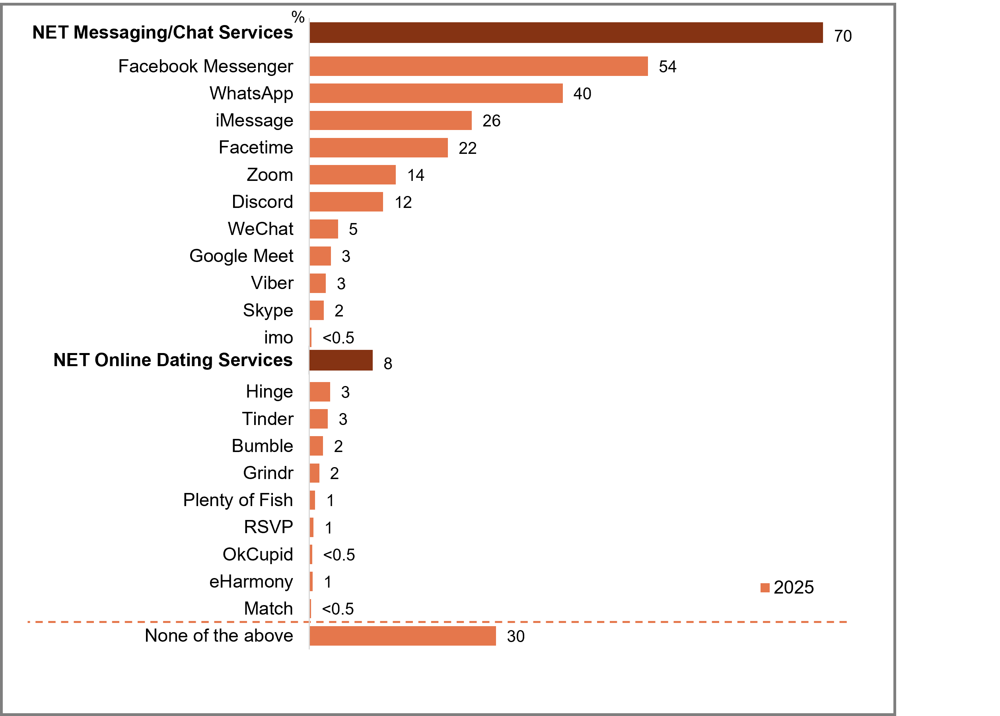 %
NET Messaging/Chat Services 70
Facebook Messenger 54
WhatsApp 40
iMessage 26
Facetime 22
Zoom 14
Discord 12
WeChat 5
Google Meet 3
Viber 3
Skype 2
imo <0.5
NET Online Dating Services 8
Hinge 3
Tinder 3
Bumble 2
Grindr 2
Plenty of Fish 1
RSVP 1
OkCupid <0.5
eHarmony 1
2025
Match <0.5
None of the above 30